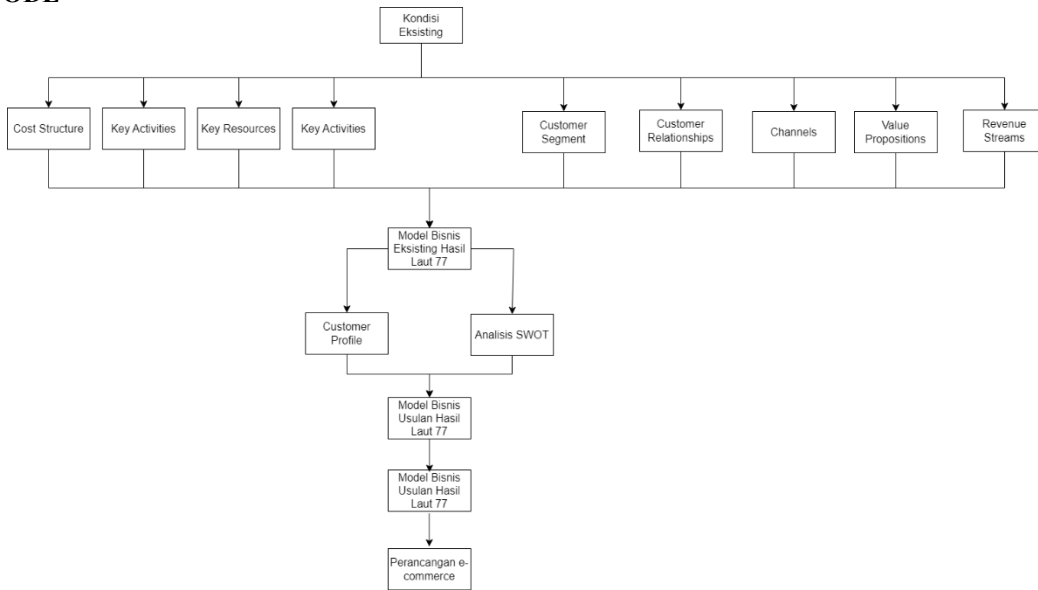 Kondisi
Eksisting
Cost Structure
Key Activities
Key Resources
Key Activities
Customer
Segment
Customer
Relationships
Channels
Value
Propositions
Revenue
Streams
Model Bisnis
Eksisting Hasil
Laut 77
Customer
Profile
Analisis SWOT
Model Bisnis
Usulan Hasil
Laut 77
Model Bisnis
Usulan Hasil
Laut 77
Perancangan e-
commerce